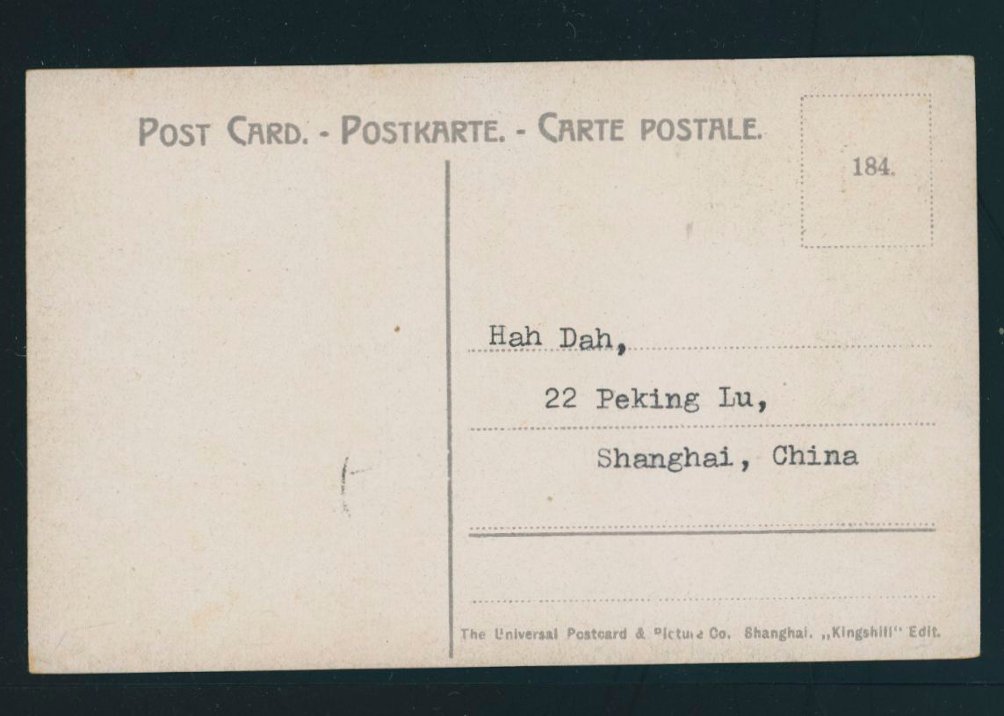 POST CARD. - POSTKARTE. - CARTE POSTALE.
184.
Hah Dah,
22 Peking Lu,
Shanghai, China
The Universal Postcard & Picture Co, Shanghai. „Kingshill“ Edit.